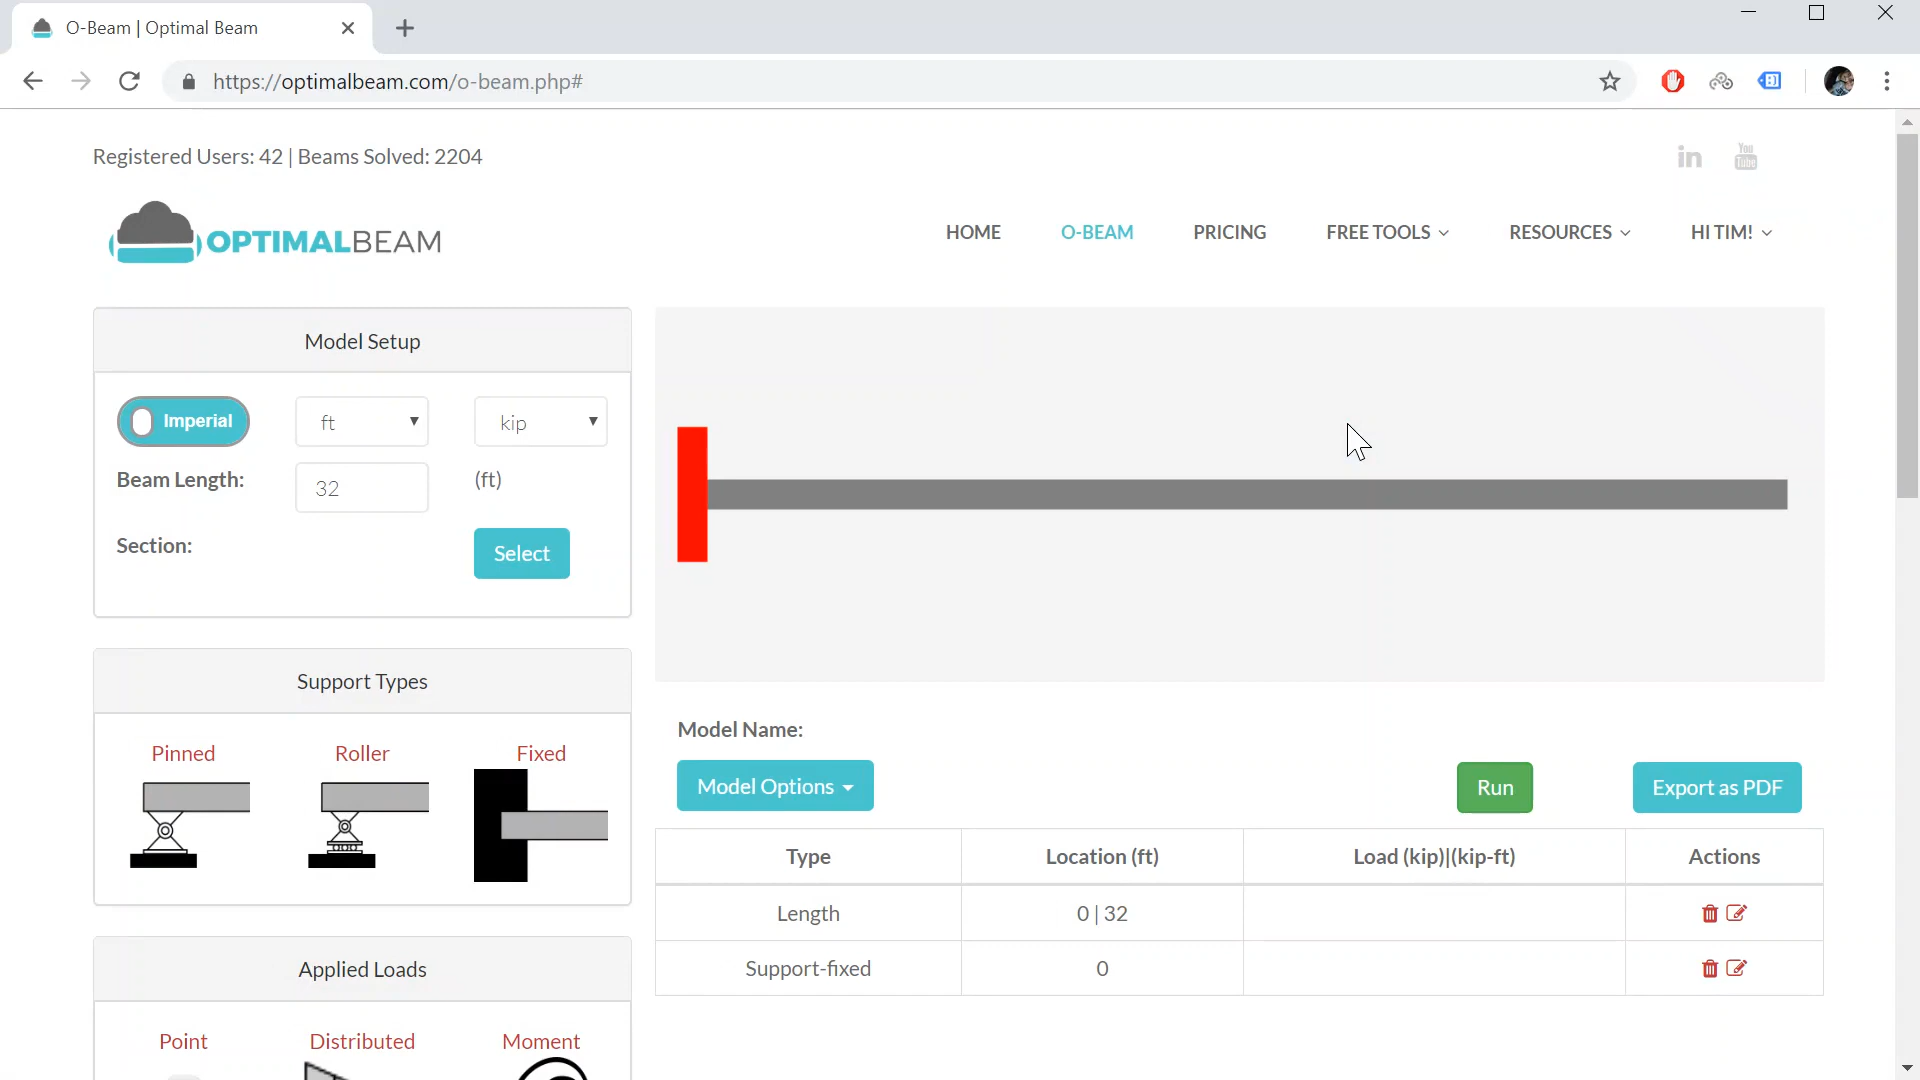 O-Beam | Optimal Beam
https://optimalbeam.com/o-beam.php#
Registered Users: 42 | Beams Solved: 2204
in
You Tube
OPTIMALBEAM
HOME
O-BEAM
PRICING
FREE TOOLS
RESOURCES
HI TIM!
Model Setup
Imperial
ft
kip
Beam Length:
32
(ft)
Section:
Select
Support Types
Pinned
Roller
Fixed
Applied Loads
Point
Distributed
Moment
Model Name:
Model Options
Run
Export as PDF
Type
Location (ft)
Load (kip)|(kip-ft)
Actions
Length
0 | 32
Support-fixed
0